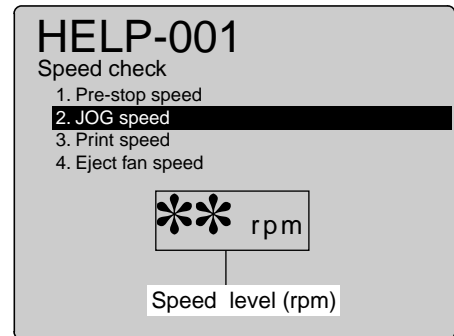 HELP-001
Speed check
1. Pre-stop speed
2. JOG speed
3. Print speed
4. Eject fan speed
** rpm
Speed level (rpm)